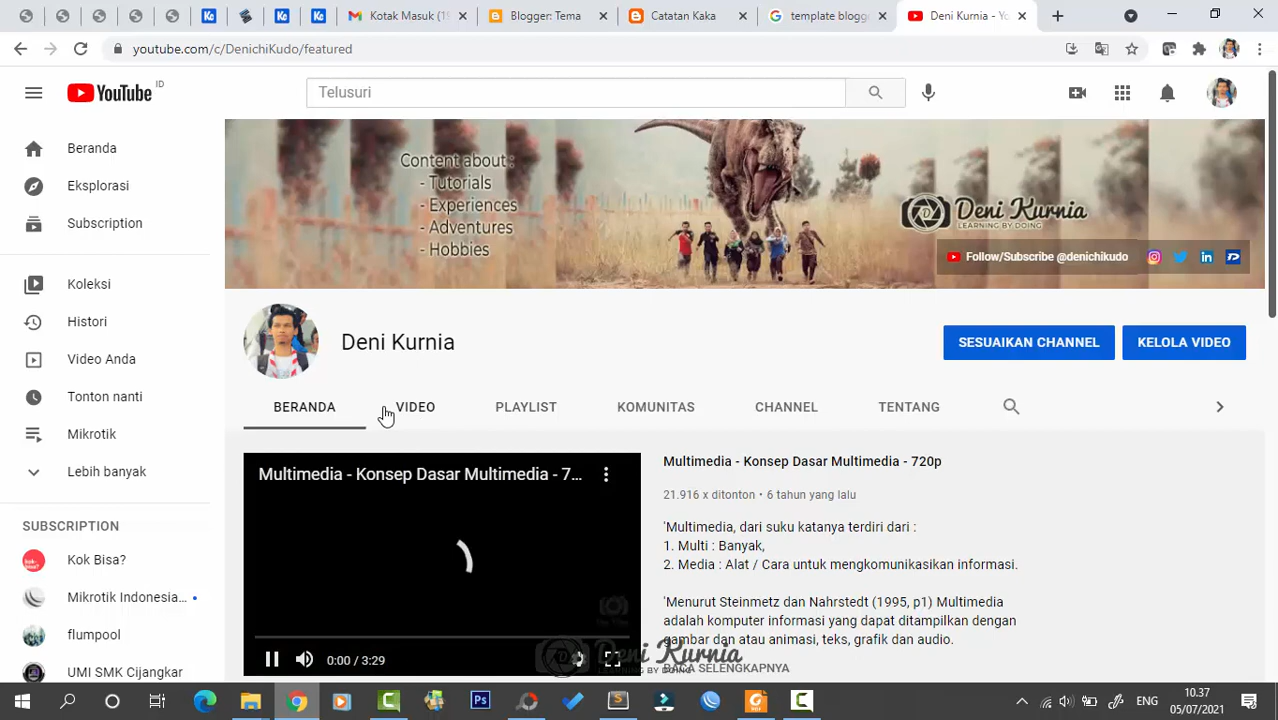 Kotak Masuk (19
Blogger: Tema
Catatan Kaka
template blogg
Deni Kurnia - Yo
youtube.com/c/DenichiKudo/featured
YouTube ID
Telusuri
Beranda
Eksplorasi
Subscription
Koleksi
Histori
Video Anda
Tonton nanti
Mikrotik
Lebih banyak
SUBSCRIPTION
Kok Bisa?
Mikrotik Indonesia...
flumpool
UMI SMK Cijangkar
Content about :
- Tutorials
- Experiences
- Adventures
- Hobbies
Deni Kurnia
LEARNING BY DOING
Follow/Subscribe @denichikudo
Deni Kurnia
SESUAIKAN CHANNEL
KELOLA VIDEO
BERANDA
VIDEO
PLAYLIST
KOMUNITAS
CHANNEL
TENTANG
Multimedia - Konsep Dasar Multimedia - 7...
0:00 / 3:29
Multimedia - Konsep Dasar Multimedia - 720p
21.916 x ditonton • 6 tahun yang lalu
'Multimedia, dari suku katanya terdiri dari :
1. Multi : Banyak,
2. Media : Alat / Cara untuk mengkomunikasikan informasi.
'Menurut Steinmetz dan Nahrstedt (1995, p1) Multimedia
adalah komputer informasi yang dapat ditampilkan dengan
gambar dan atau animasi, teks, grafik dan audio.
BACA SELENGKAPNYA
Deni Kurnia
ENG
10.37
05/07/2021